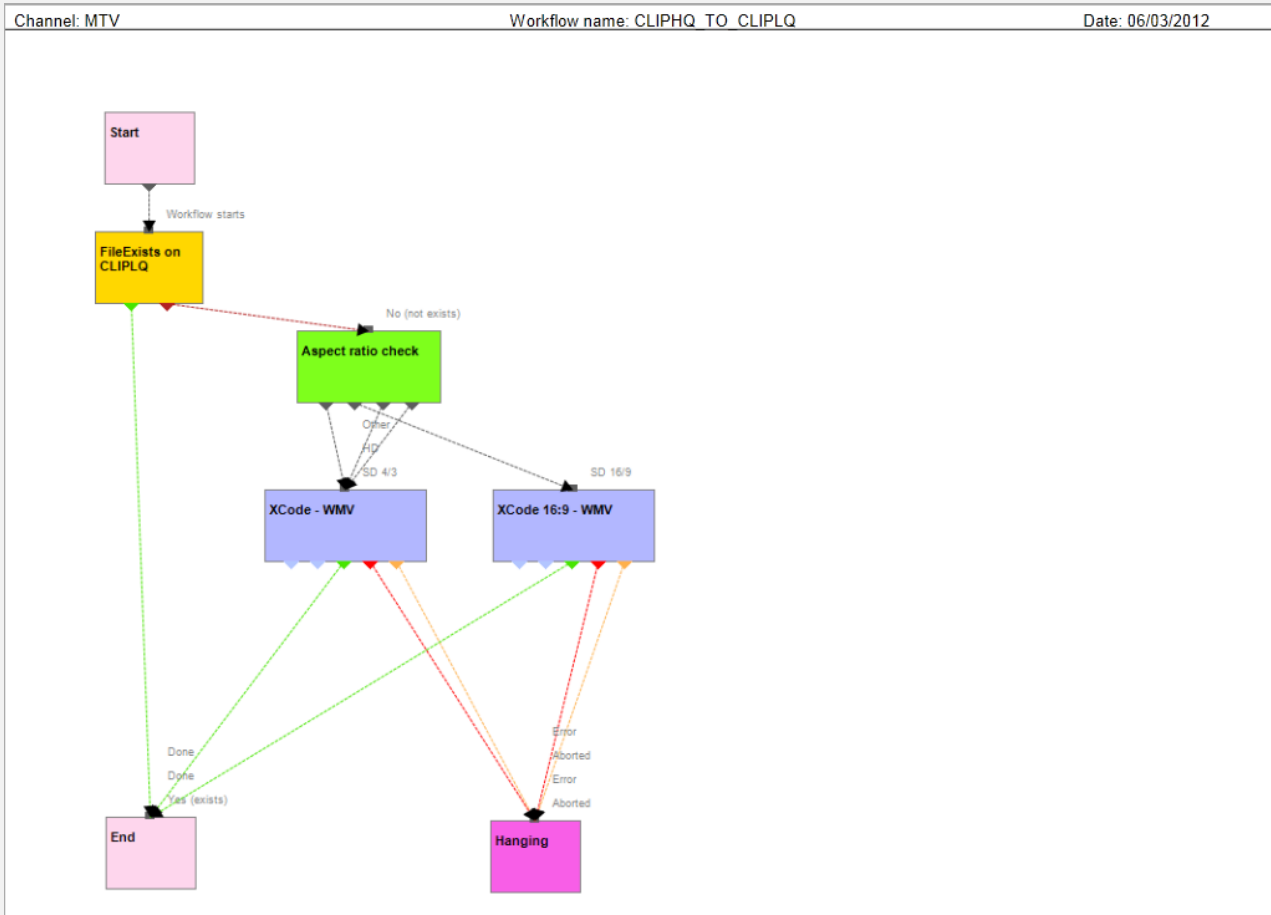 Channel: MTV
Workflow name: CLIPHQ_TO_CLIPLQ
Date: 06/03/2012
Start
Workflow starts
FileExists on
CLIPLQ
No (not exists)
Aspect ratio check
Other
HD
SD 4/3
SD 16/9
XCode - WMV
XCode 16:9 - WMV
Done
Done
Yes (exists)
Error
Aborted
Error
Aborted
End
Hanging